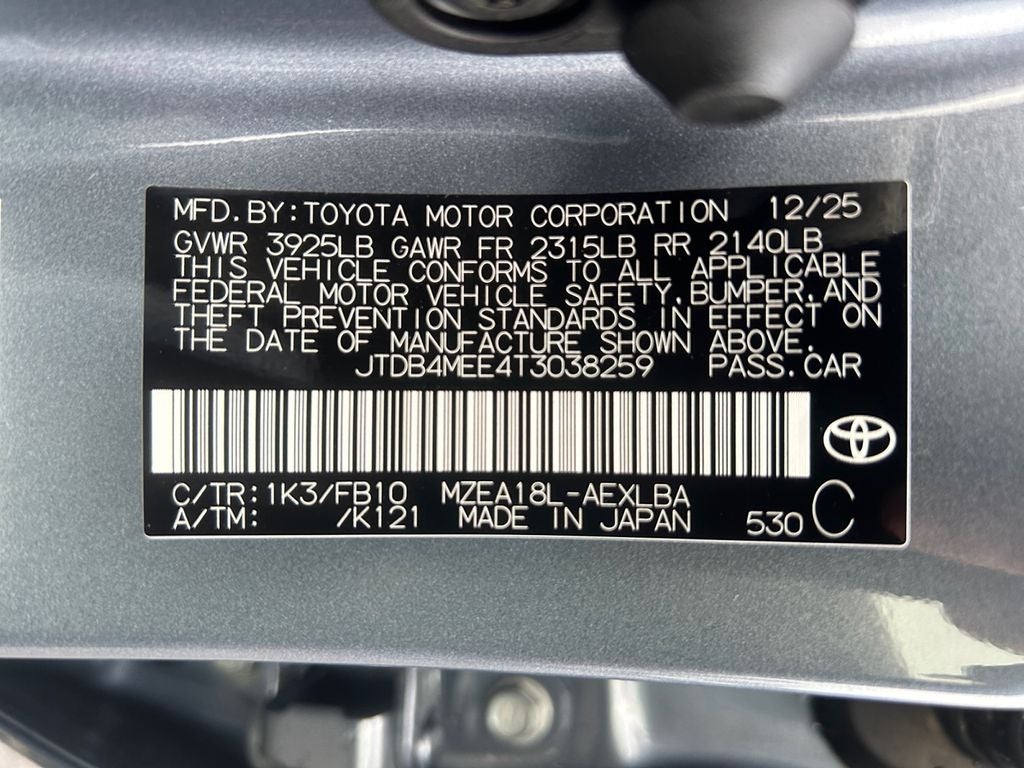 MFD.BY:TOYOTA MOTOR CORPORATION 12/25
GVWR 3925LB GAWR FR 2315LB RR 2140LB
THIS VEHICLE CONFORMS TO ALL APPLICABLE
FEDERAL MOTOR VEHICLE SAFETY,BUMPER,AND
THEFT PREVENTION STANDARDS IN EFFECT ON
THE DATE OF MANUFACTURE SHOWN ABOVE.
JTDB4MEE4T3038259 PASS.CAR
C/TR:1K3/FB10 MZEA18L-AEXLBA
A/TM: /K121 MADE IN JAPAN 530 C